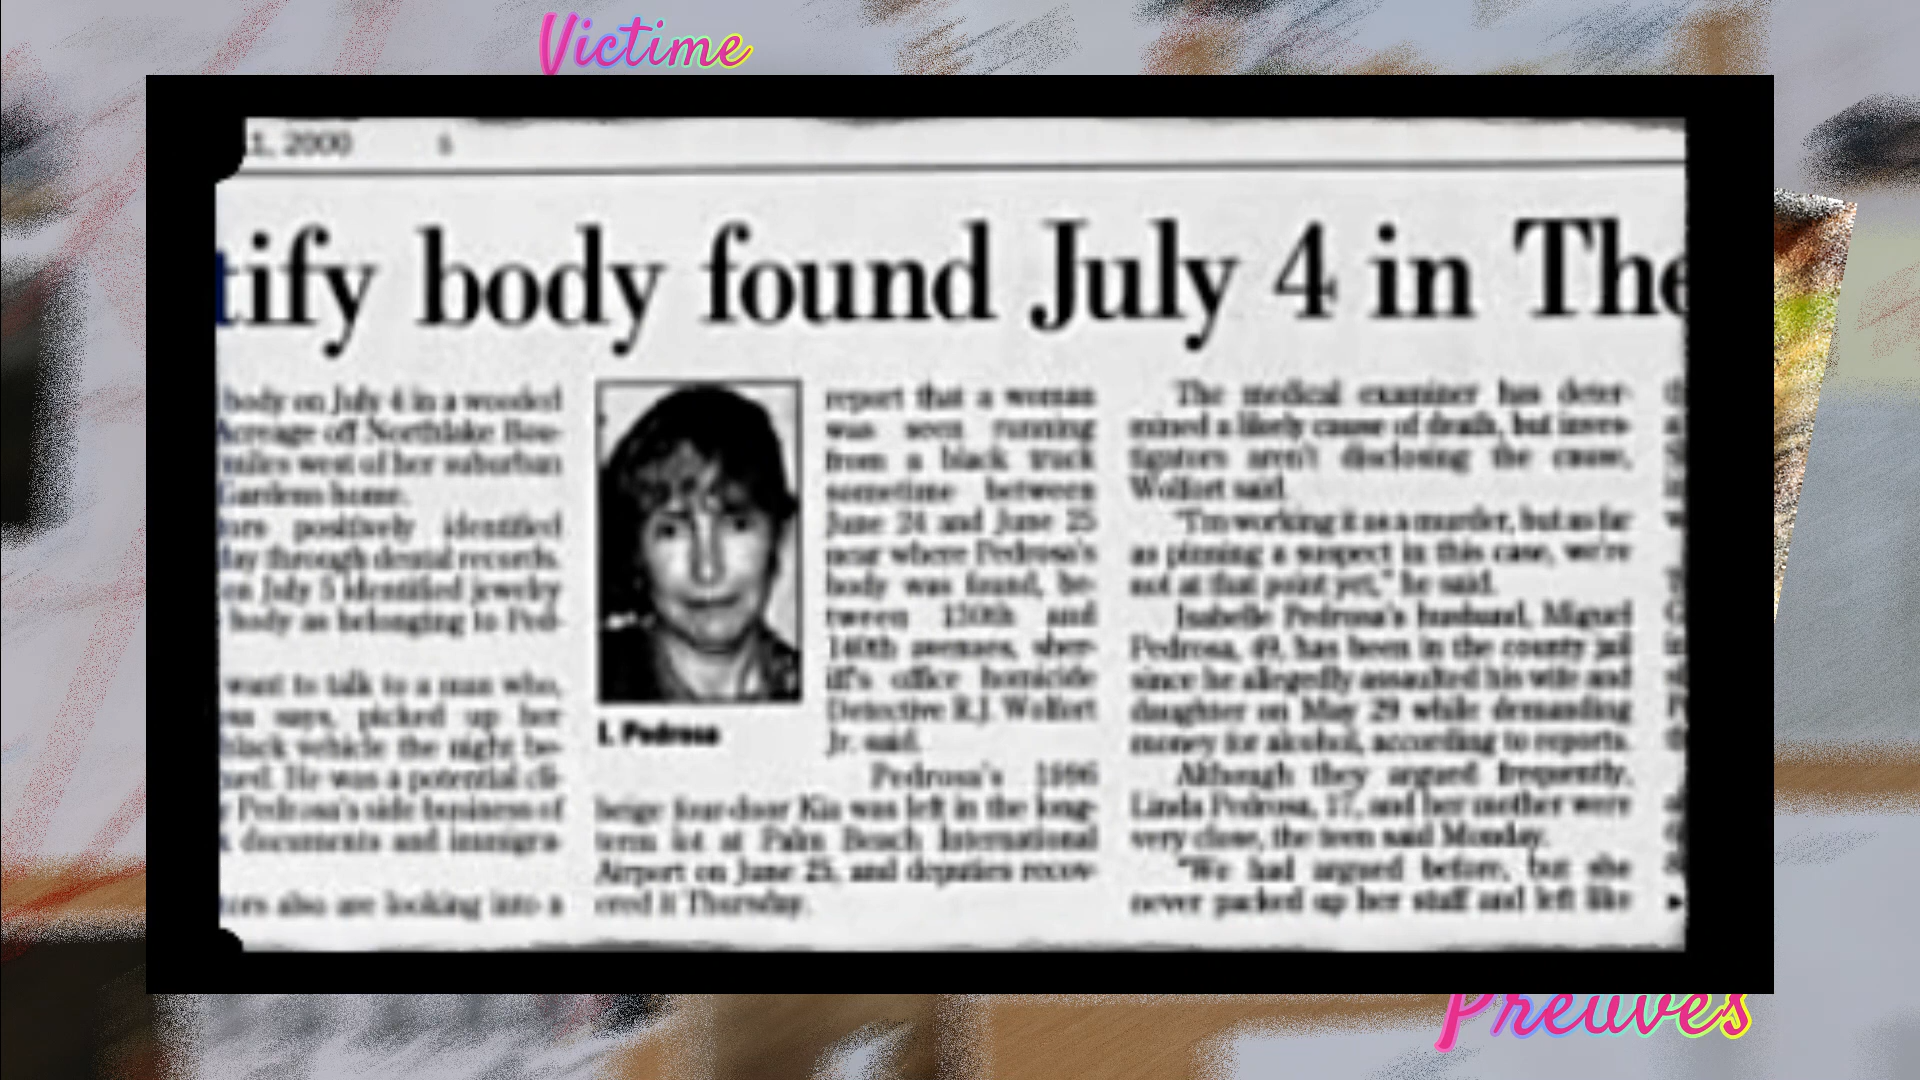 Victime
1, 2000
tify body found July 4 in The
body on July 4 in a wooded
Acreage off Northlake Bou-
miles west of her suburban
Gardens home.
ors positively identified
lay through dental records.
on July 5 identified jewelry
body as belonging to Ped-
want to talk to a man who,
says, picked up her
black vehicle the night be-
He was a potential cli-
Pedrosa's side business of
documents and immigra-
tors also are looking into a
I. Pedrosa
report that a woman
was seen running
from a black truck
sometime between
June 24 and June 25
near where Pedrosa's
body was found, be-
tween 130th and
140th avenues, sher-
iff's office homicide
Detective R.J. Wolfort
Jr. said.
Pedrosa's 1996
beige four-door Kia was left in the long-
term lot at Palm Beach International
Airport on June 25, and deputies recov-
ered it Thursday.
The medical examiner has deter-
mined a likely cause of death, but inves-
tigators aren't disclosing the cause,
Wolfort said.
"I'm working it as a murder, but as far
as pinning a suspect in this case, we're
not at that point yet," he said.
Isabelle Pedrosa's husband, Miguel
Pedrosa, 49, has been in the county jail
since he allegedly assaulted his wife and
daughter on May 29 while demanding
money for alcohol, according to reports.
Although they argued frequently,
Linda Pedrosa, 17, and her mother were
very close, the teen said Monday.
"We had argued before, but she
never packed up her stuff and left like
Preuves